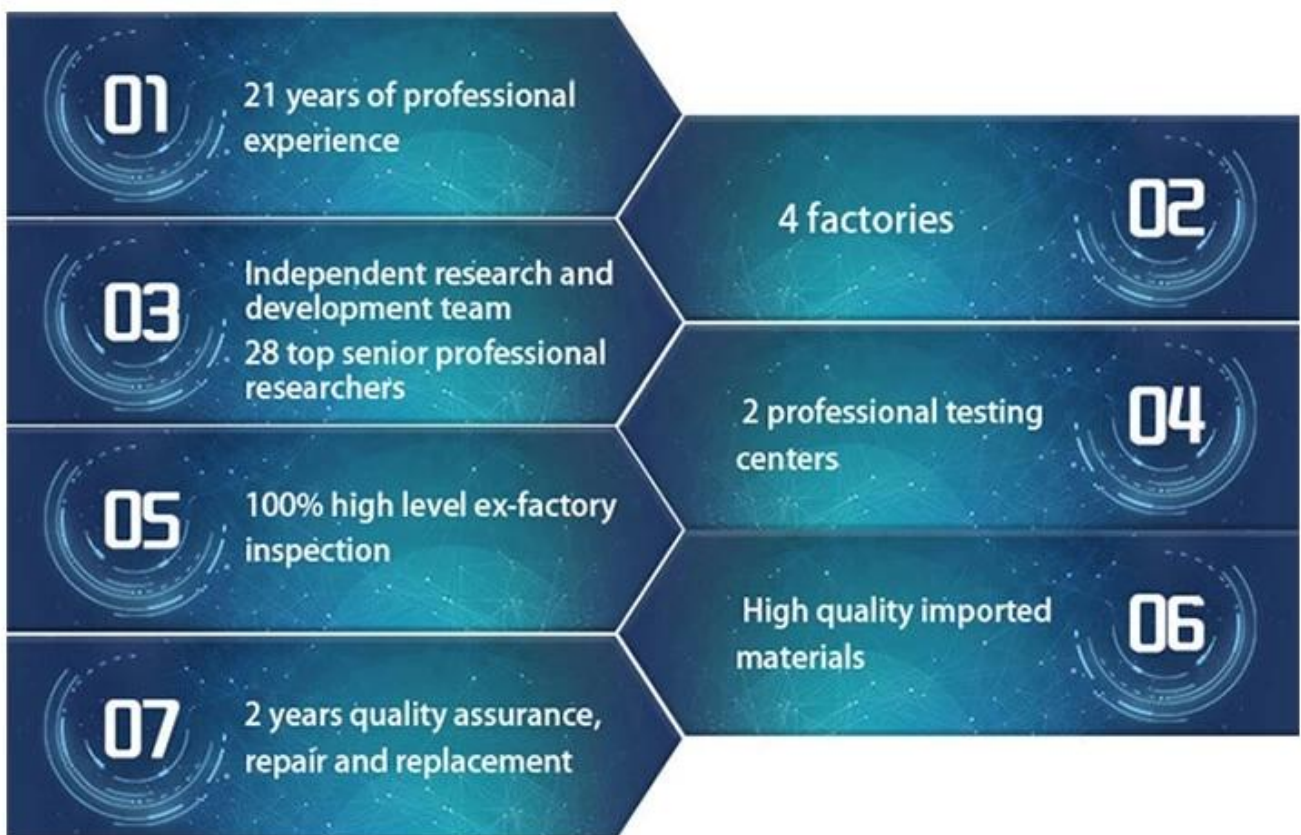 01
21 years of professional
experience
02
4 factories
03
Independent research and
development team
28 top senior professional
researchers
04
2 professional testing
centers
05
100% high level ex-factory
inspection
06
High quality imported
materials
07
2 years quality assurance,
repair and replacement